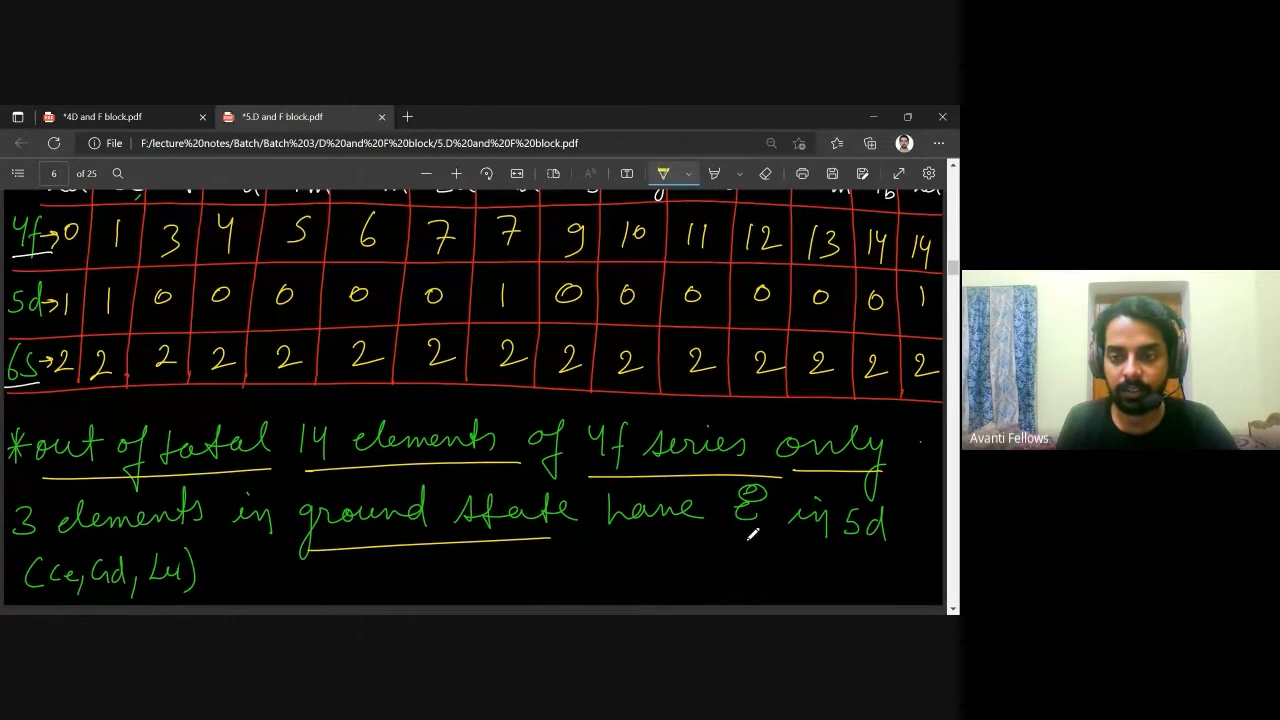 *4D and F block.pdf
*5.D and F block.pdf
File F:/lecture%20notes/Batch/Batch%203/D%20and%20F%20block/5.D%20and%20F%20block.pdf
6 of 25
4f→0 1 3 4 5 6 7 7 9 10 11 12 13 14 14
5d→1 1 0 0 0 0 0 1 0 0 0 0 0 0 1
6s→2 2 2 2 2 2 2 2 2 2 2 2 2 2 2
*out of total 14 elements of 4f series only
3 elements in ground state have e⊖ in 5d
(Ce, Gd, Lu)
Avanti Fellows